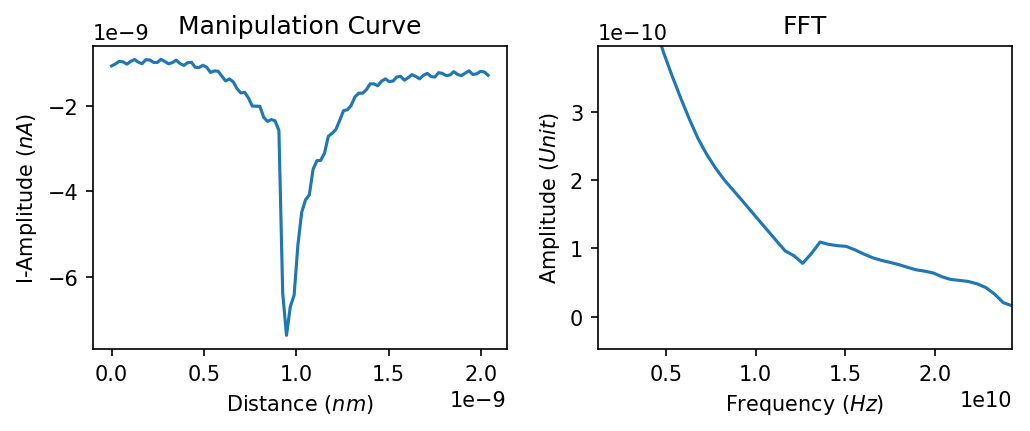 Manipulation Curve
1e−9
I-Amplitude (nA)
−2
−4
−6
0.0 0.5 1.0 1.5 2.0
1e−9
Distance (nm)
FFT
1e−10
Amplitude (Unit)
3
2
1
0
0.5 1.0 1.5 2.0
1e10
Frequency (Hz)